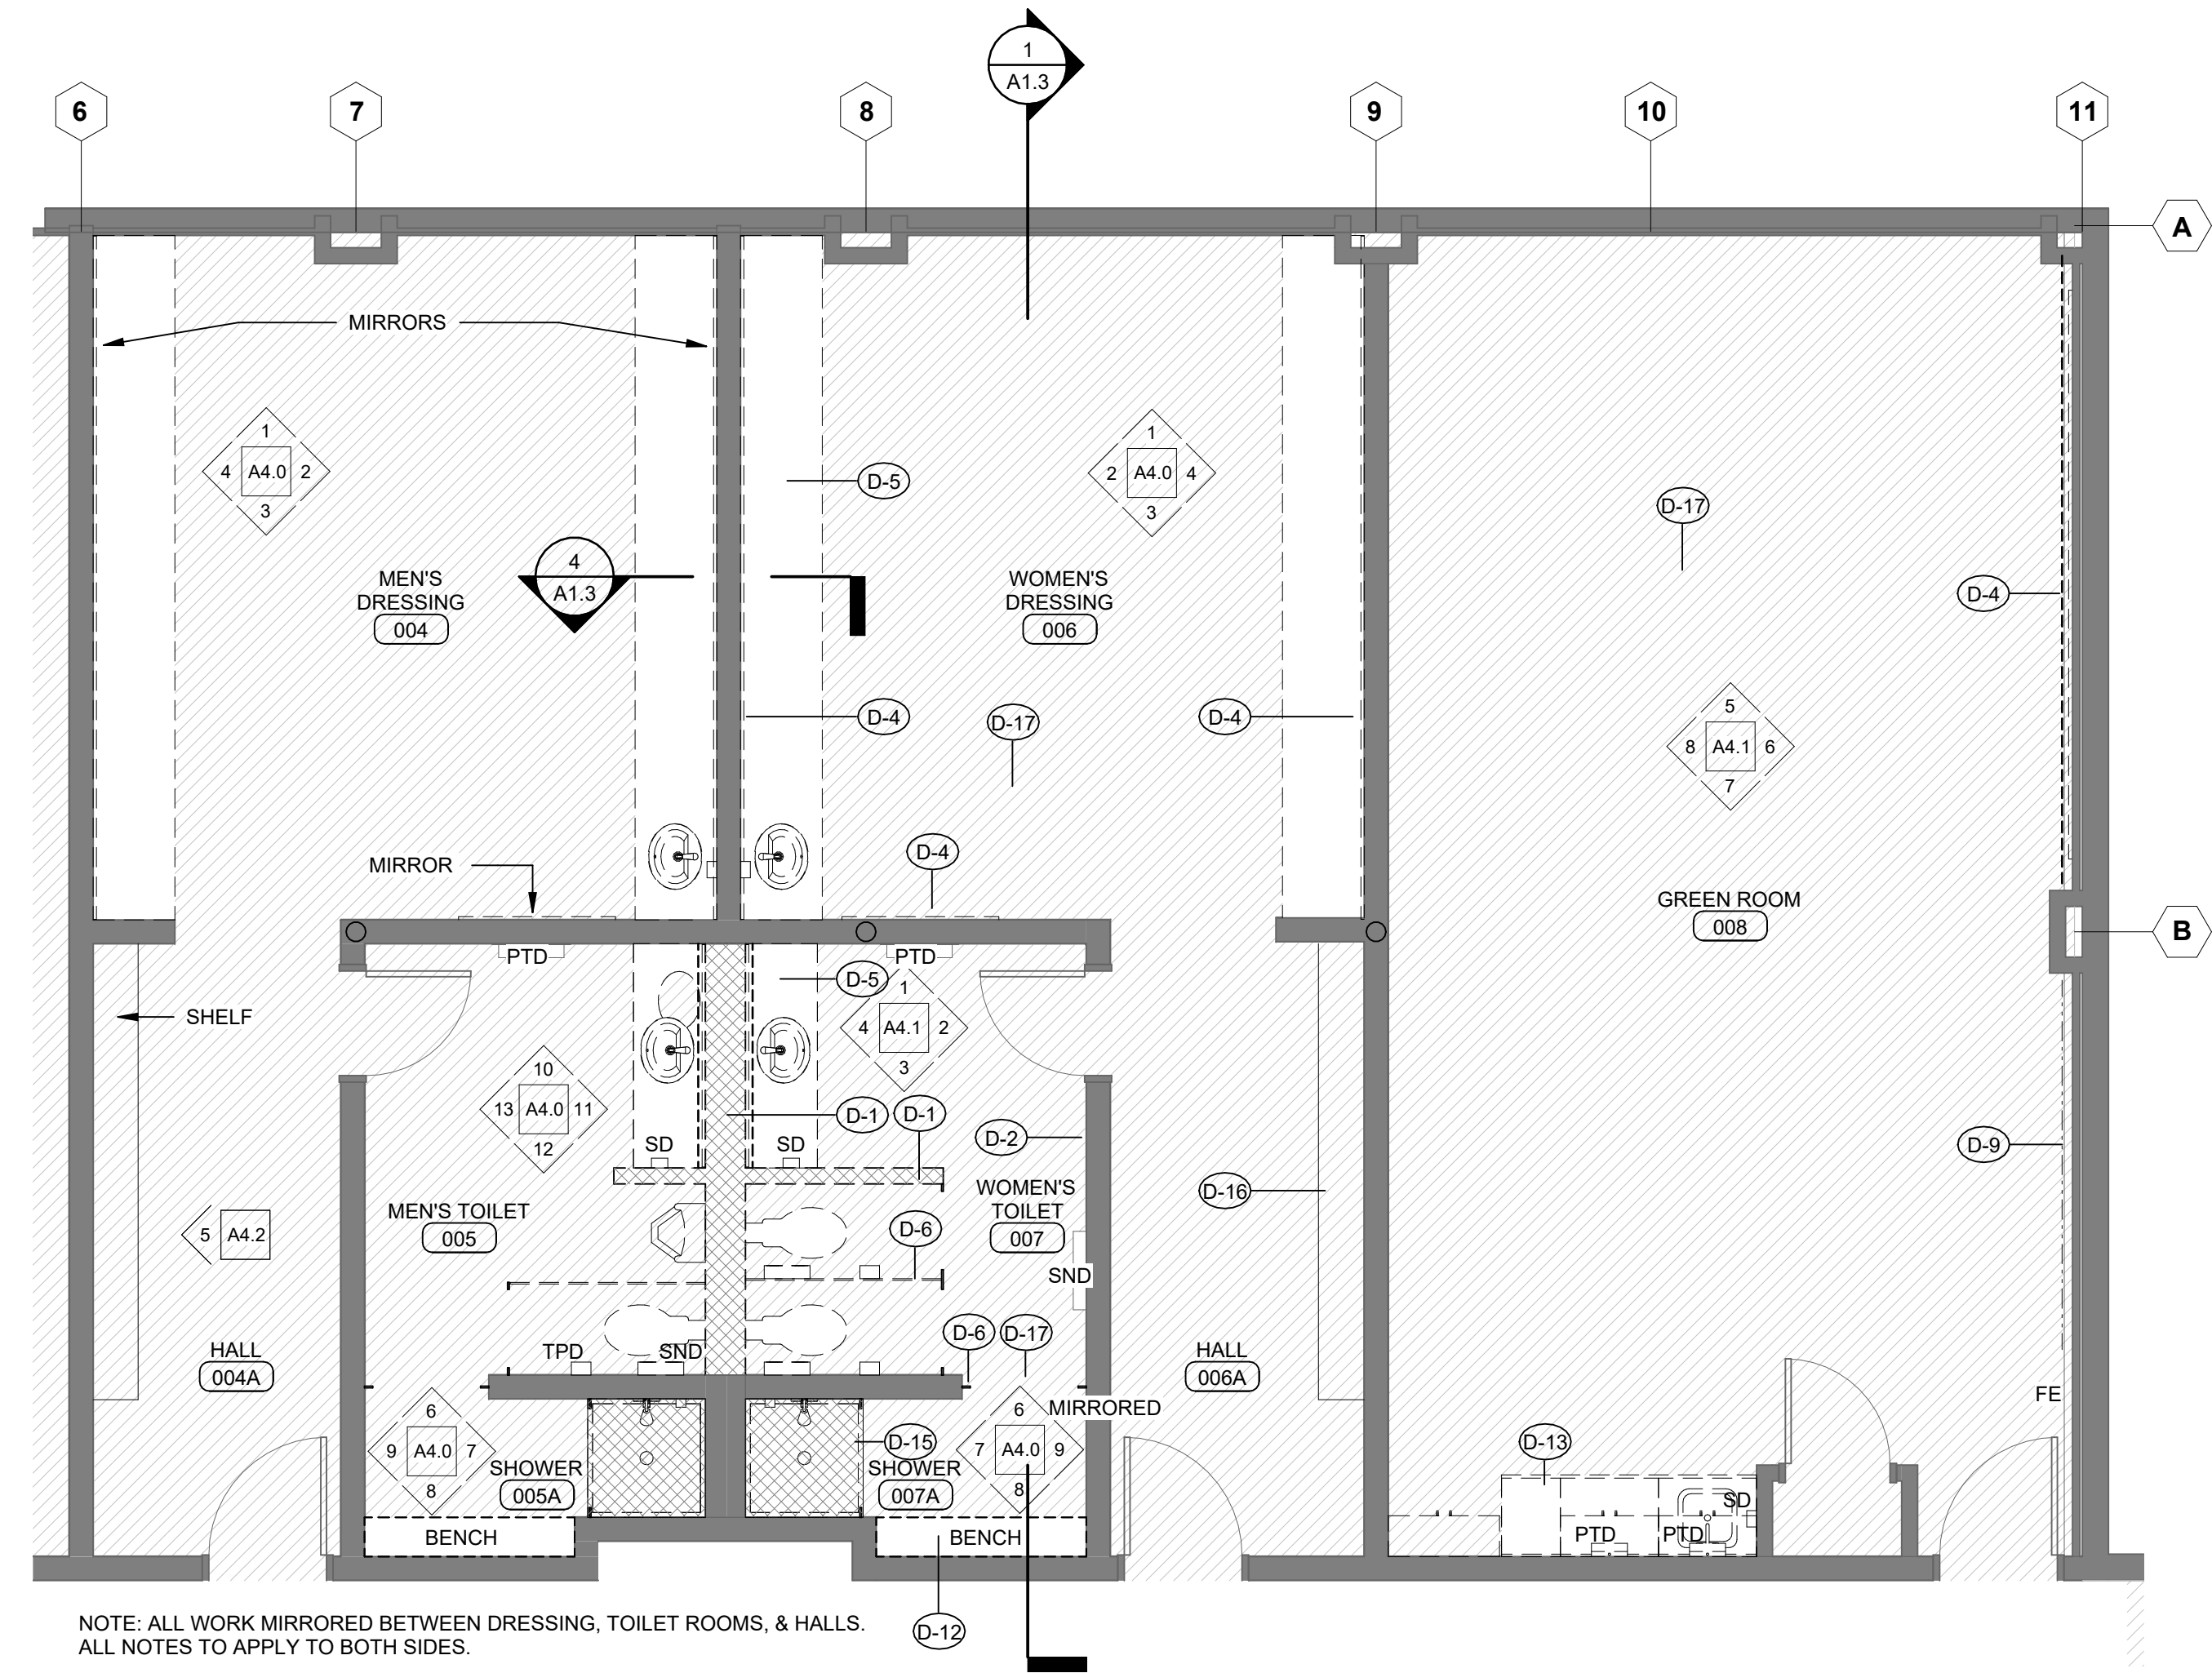 1
A1.3
6
7
8
9
10
11
A
MIRRORS
1
4
A4.0
2
3
1
2
A4.0
4
3
D-5
D-17
4
A1.3
MEN'S
DRESSING
004
WOMEN'S
DRESSING
006
D-4
D-4
D-17
D-4
5
8
A4.1
6
7
MIRROR
D-4
GREEN ROOM
008
B
PTD
PTD
D-5
SHELF
1
4
A4.1
2
3
10
13
A4.0
11
12
D-1
D-1
SD
SD
D-2
D-9
MEN'S TOILET
005
WOMEN'S
TOILET
007
D-16
5
A4.2
D-6
SND
HALL
004A
TPD
SND
D-6
D-17
HALL
006A
FE
MIRRORED
6
9
A4.0
7
8
6
7
A4.0
9
8
D-15
D-13
SHOWER
005A
SHOWER
007A
SD
PTD
PTD
BENCH
BENCH
NOTE: ALL WORK MIRRORED BETWEEN DRESSING, TOILET ROOMS, & HALLS.
ALL NOTES TO APPLY TO BOTH SIDES.
D-12